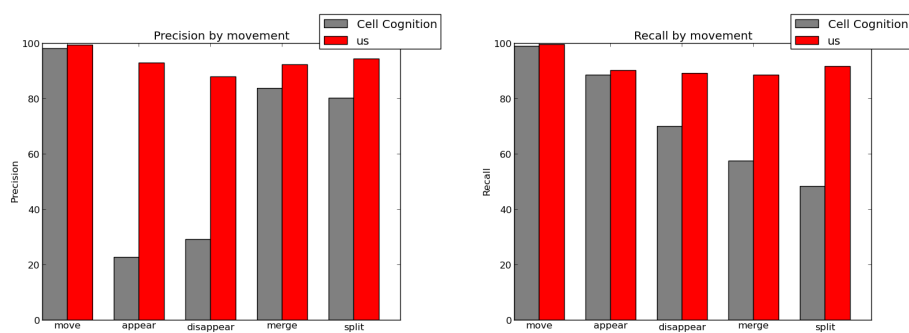 Precision by movement
Cell Cognition
us
Precision
100
80
60
40
20
0
move appear disappear merge split
Recall by movement
Cell Cognition
us
Recall
100
80
60
40
20
0
move appear disappear merge split